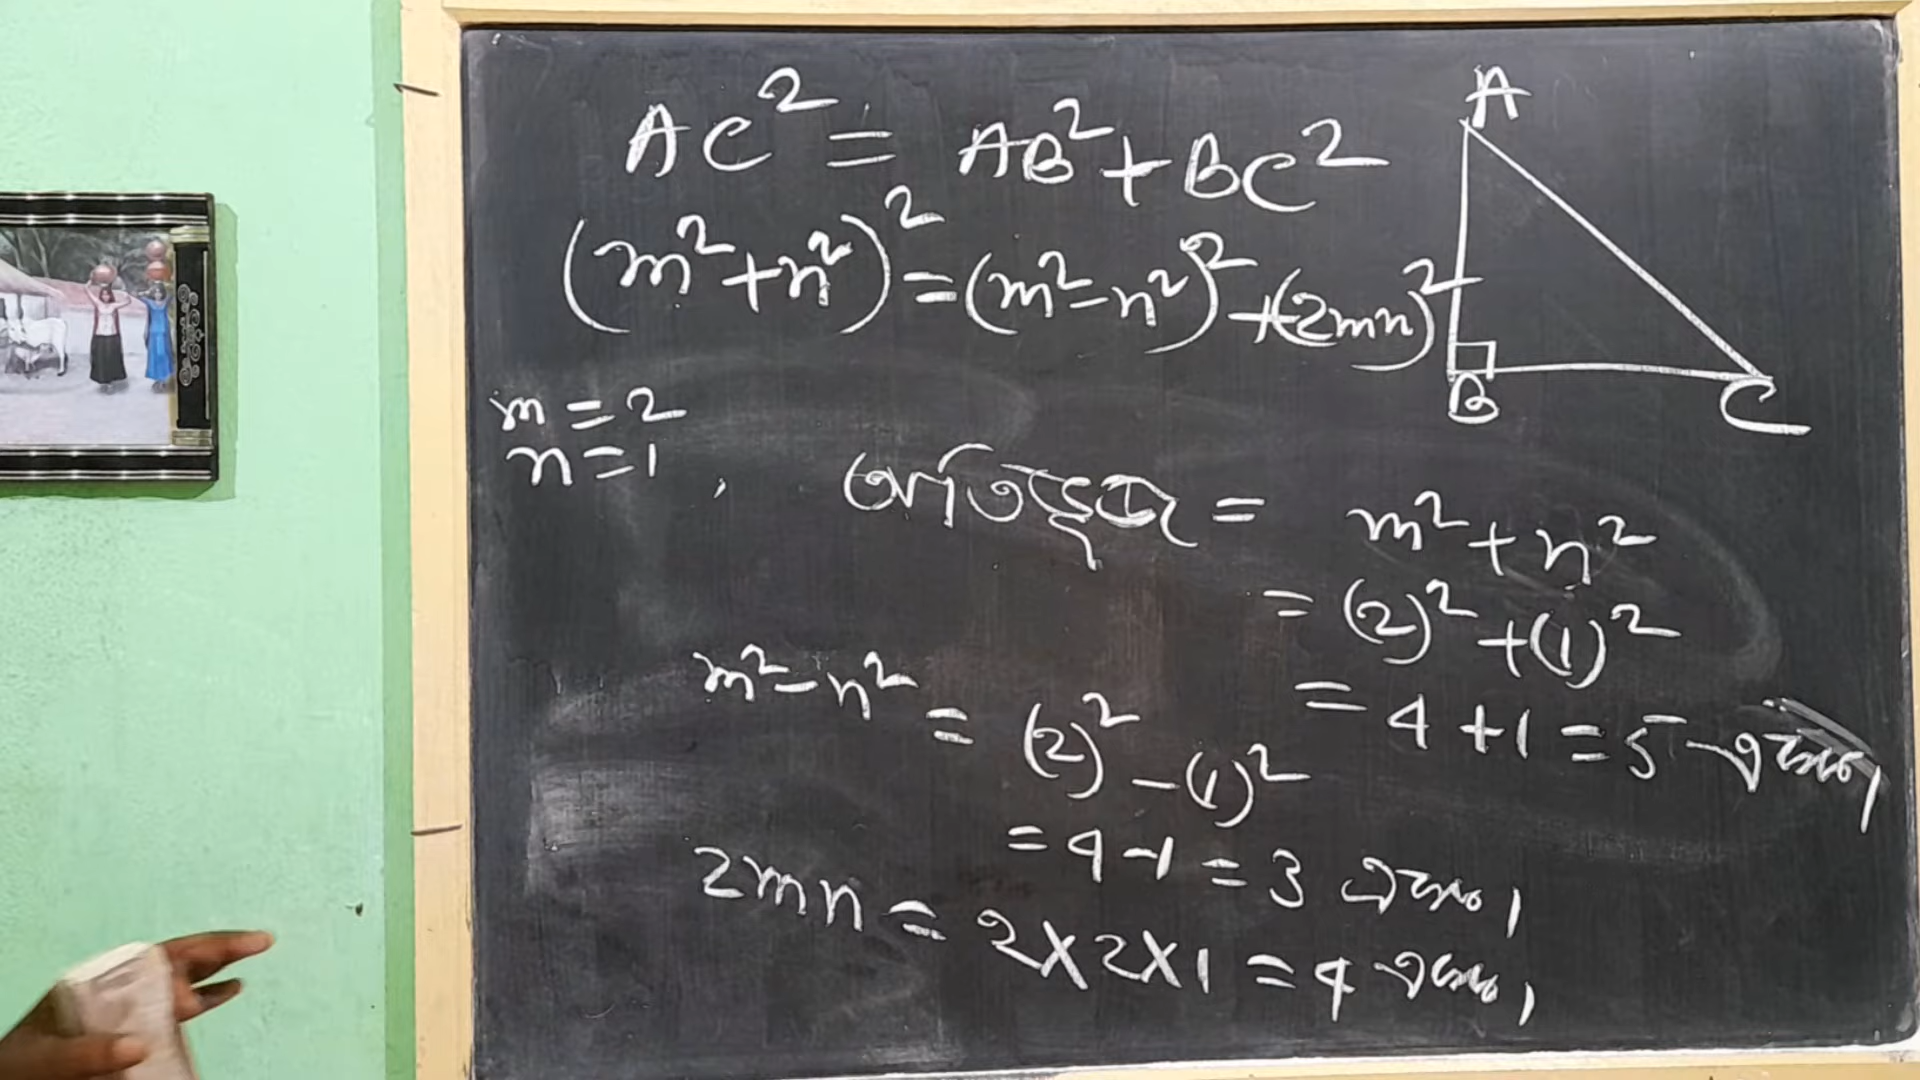 AC² = AB² + BC²
(m² + n²)² = (m² - n²)² + (2mn)²
A
B
C
m = 2
n = 1,
অতিভুজ = m² + n²
= (2)² + (1)²
= 4 + 1 = 5 একক।
m² - n² = (2)² - (1)²
= 4 - 1 = 3 একক।
2mn = 2 × 2 × 1 = 4 একক।